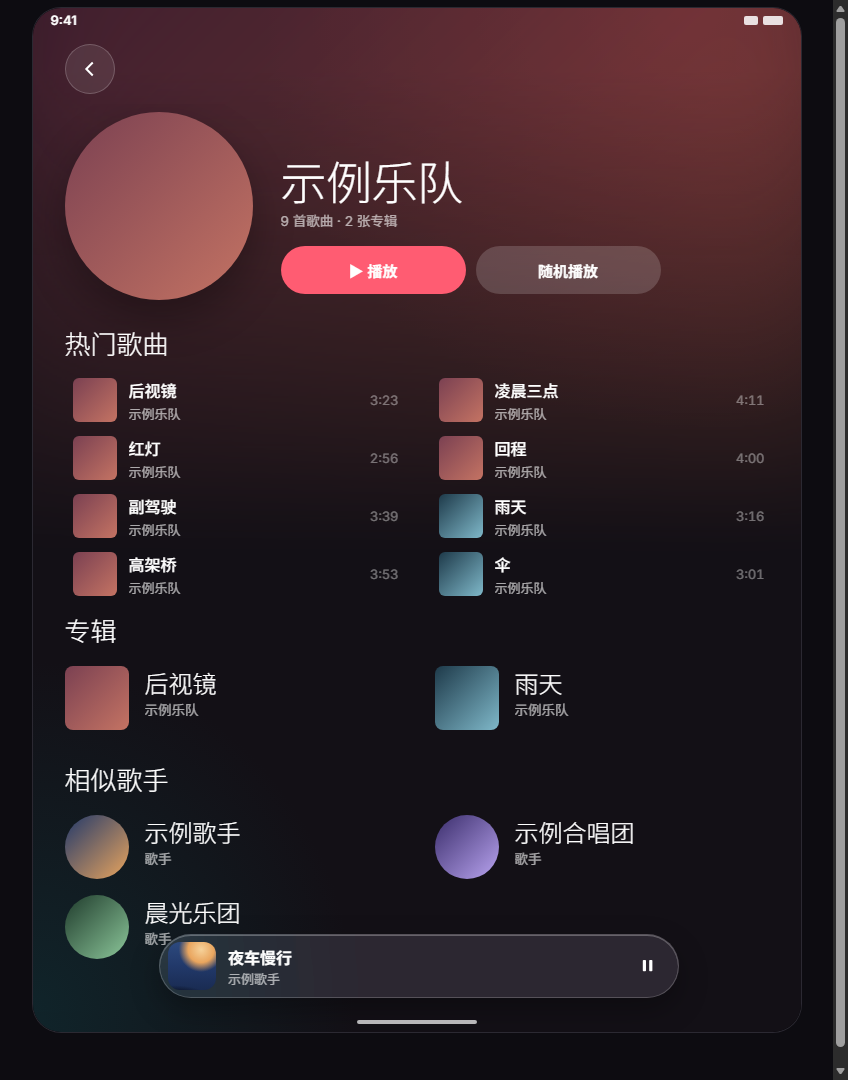 9:41
示例乐队
9 首歌曲 · 2 张专辑
▶ 播放
随机播放
热门歌曲
后视镜
示例乐队
3:23
凌晨三点
示例乐队
4:11
红灯
示例乐队
2:56
回程
示例乐队
4:00
副驾驶
示例乐队
3:39
雨天
示例乐队
3:16
高架桥
示例乐队
3:53
伞
示例乐队
3:01
专辑
后视镜
示例乐队
雨天
示例乐队
相似歌手
示例歌手
歌手
示例合唱团
歌手
晨光乐团
歌手
夜车慢行
示例歌手